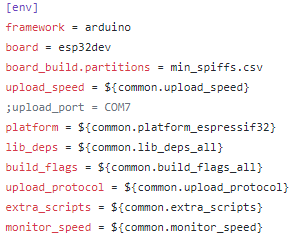 [env]
framework = arduino
board = esp32dev
board_build.partitions = min_spiffs.csv
upload_speed = ${common.upload_speed}
;upload_port = COM7
platform = ${common.platform_espressif32}
lib_deps = ${common.lib_deps_all}
build_flags = ${common.build_flags_all}
upload_protocol = ${common.upload_protocol}
extra_scripts = ${common.extra_scripts}
monitor_speed = ${common.monitor_speed}